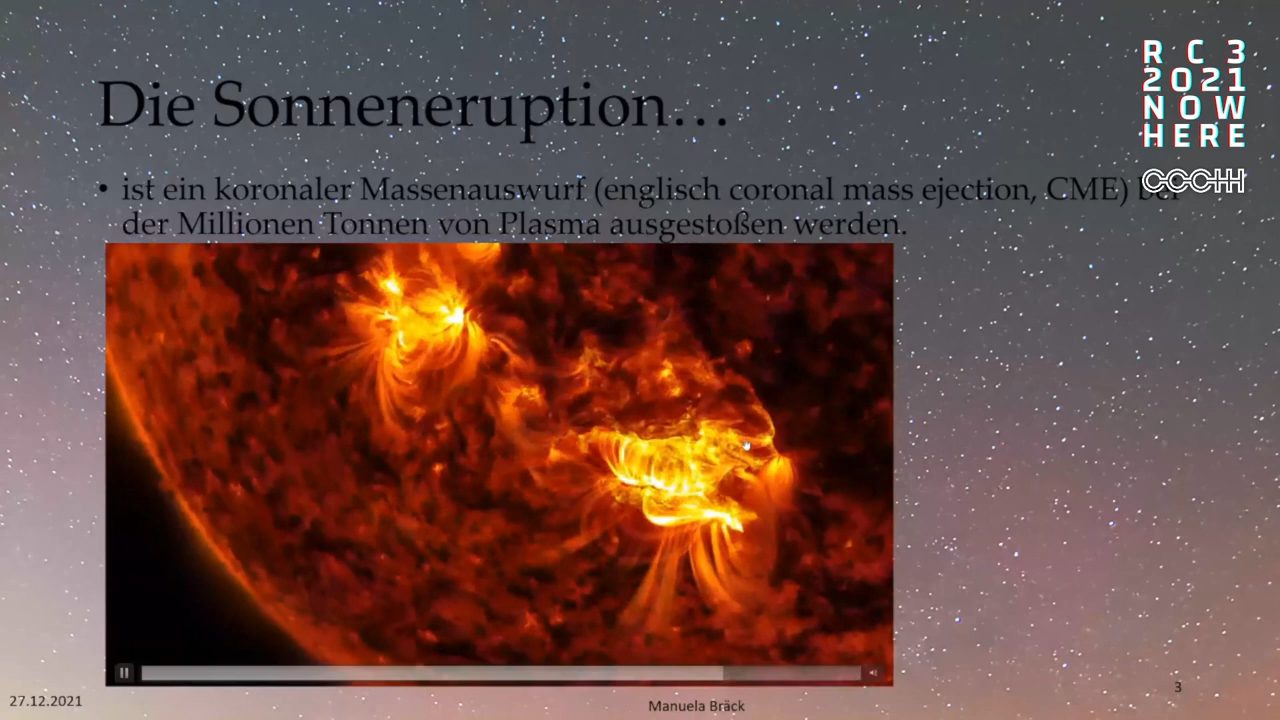 Die Sonneneruption…
• ist ein koronaler Massenauswurf (englisch coronal mass ejection, CME) bei
der Millionen Tonnen von Plasma ausgestoßen werden.
R C 3
2021
NOW
HERE
CCCHH
27.12.2021
Manuela Bräck
3